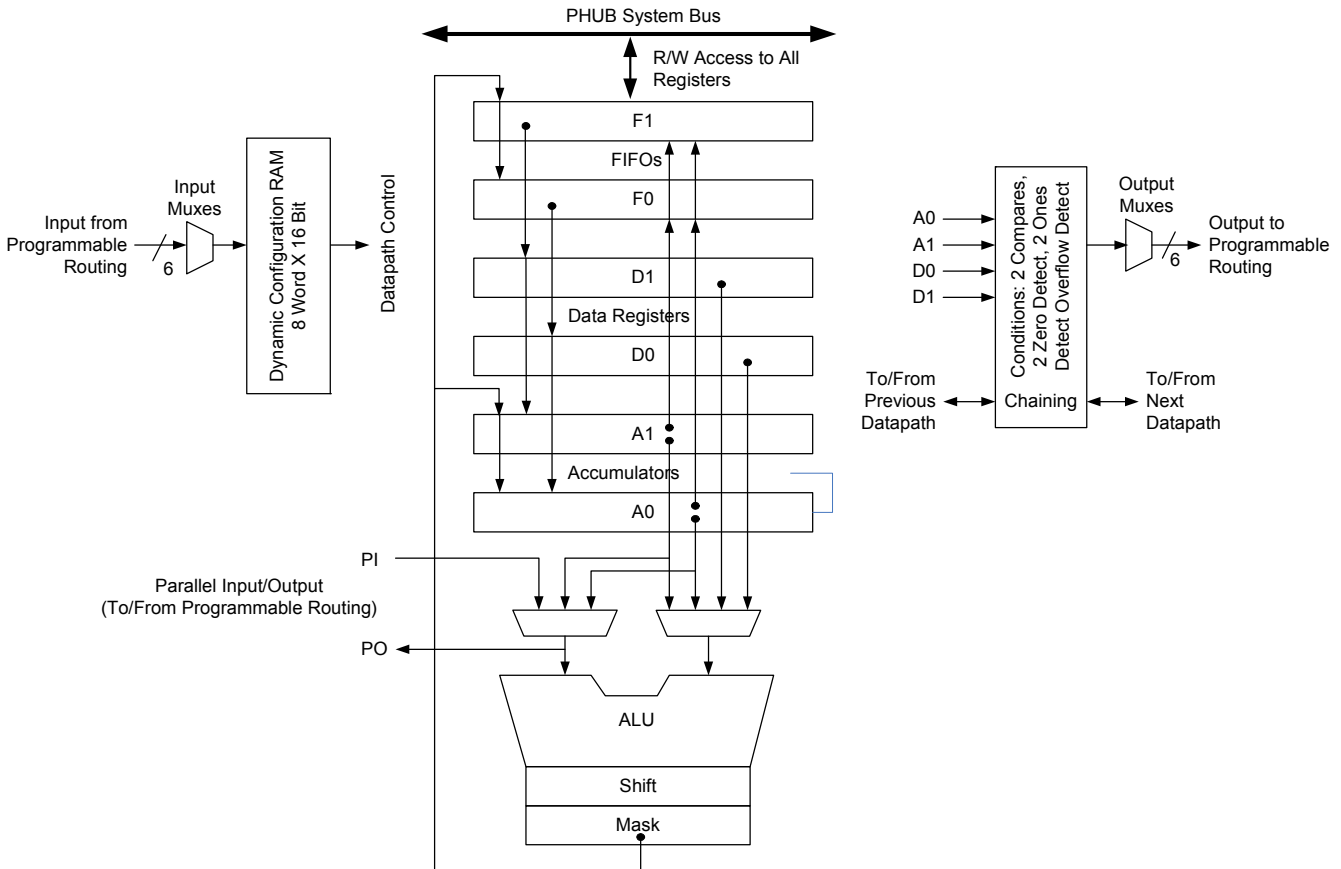 PHUB System Bus
R/W Access to All
Registers
F1
FIFOs
F0
D1
Data Registers
D0
A1
Accumulators
A0
Input from
Programmable
Routing
6
Input
Muxes
Dynamic Configuration RAM
8 Word X 16 Bit
Datapath Control
PI
Parallel Input/Output
(To/From Programmable Routing)
PO
ALU
Shift
Mask
A0
A1
D0
D1
Conditions: 2 Compares,
2 Zero Detect, 2 Ones
Detect Overflow Detect
Chaining
To/From
Previous
Datapath
To/From
Next
Datapath
Output
Muxes
6
Output to
Programmable
Routing